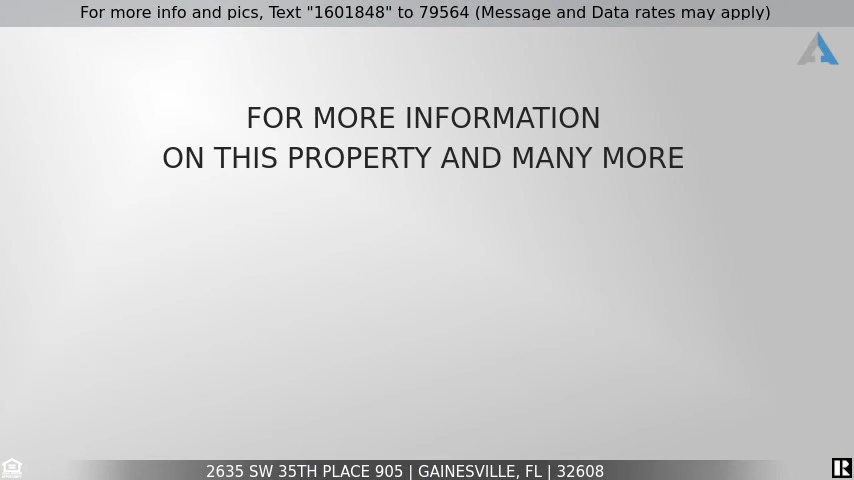 For more info and pics, Text "1601848" to 79564 (Message and Data rates may apply)
FOR MORE INFORMATION
ON THIS PROPERTY AND MANY MORE
2635 SW 35TH PLACE 905 | GAINESVILLE, FL | 32608